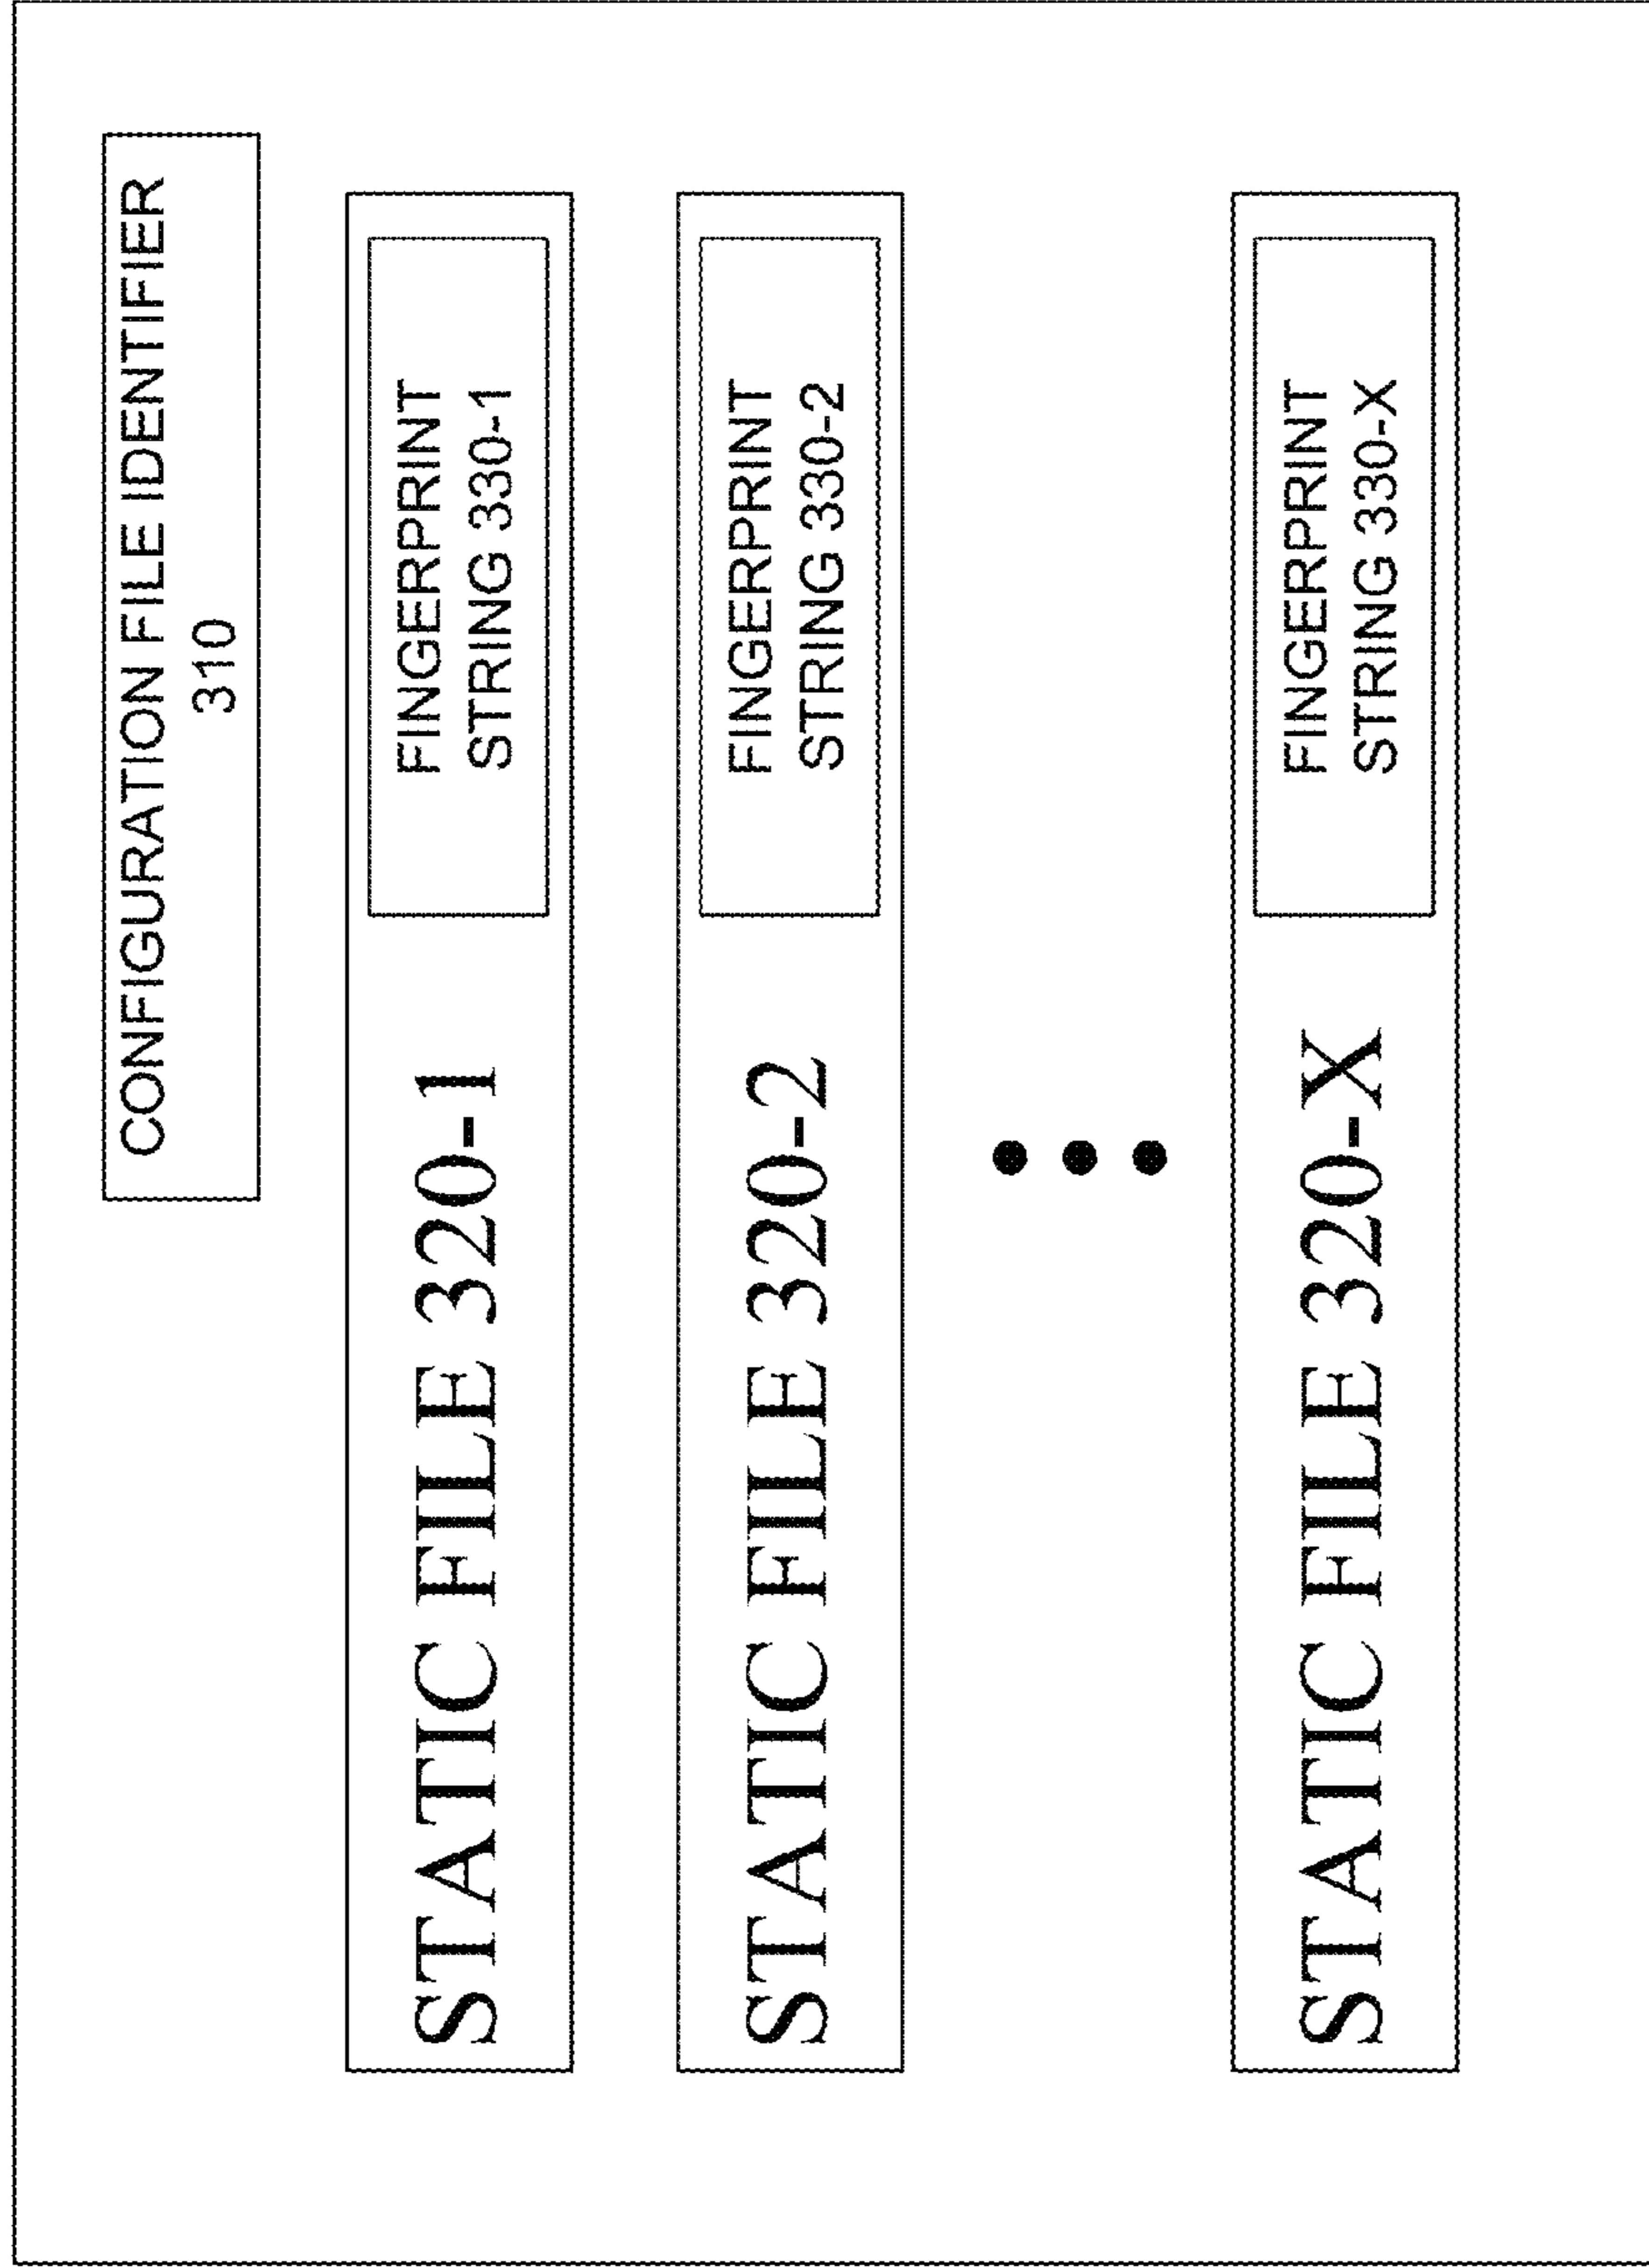 CONFIGURATION FILE IDENTIFIER
310
STATIC FILE 320-1
FINGERPRINT
STRING 330-1
STATIC FILE 320-2
FINGERPRINT
STRING 330-2
STATIC FILE 320-X
FINGERPRINT
STRING 330-X